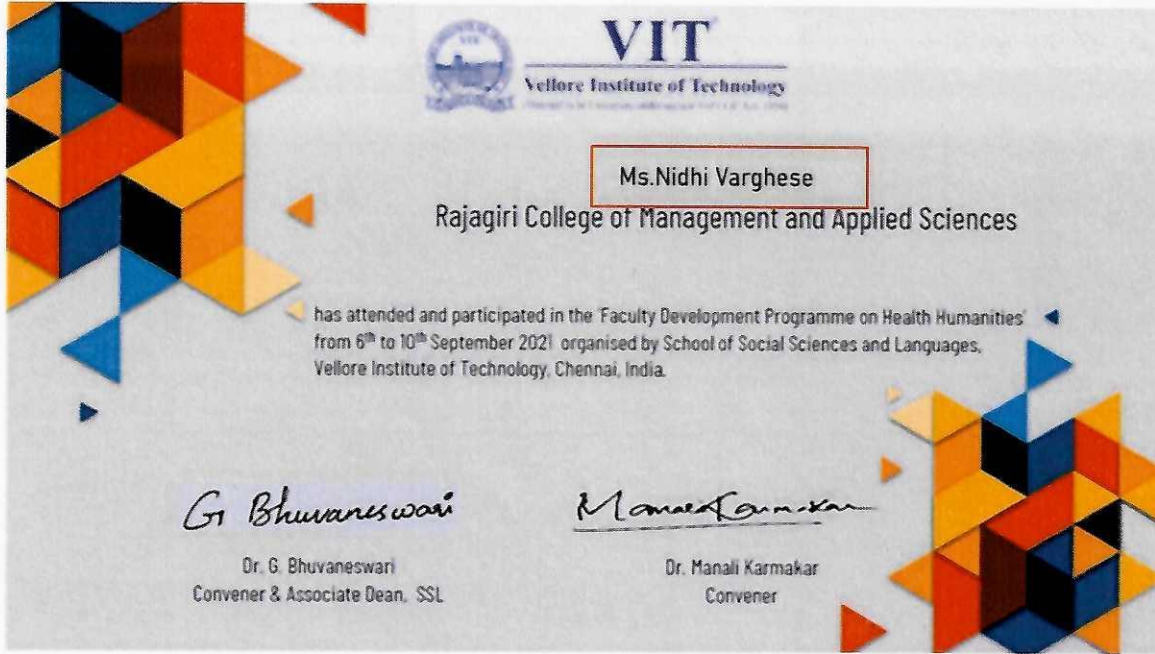 VIT
Vellore Institute of Technology
Ms.Nidhi Varghese
Rajagiri College of Management and Applied Sciences
has attended and participated in the 'Faculty Development Programme on Health Humanities'
from 6th to 10th September 2021 organised by School of Social Sciences and Languages,
Vellore Institute of Technology, Chennai, India.
G Bhuvaneswari
Manali Karmakar
Dr. G. Bhuvaneswari
Dr. Manali Karmakar
Convener & Associate Dean, SSL
Convener